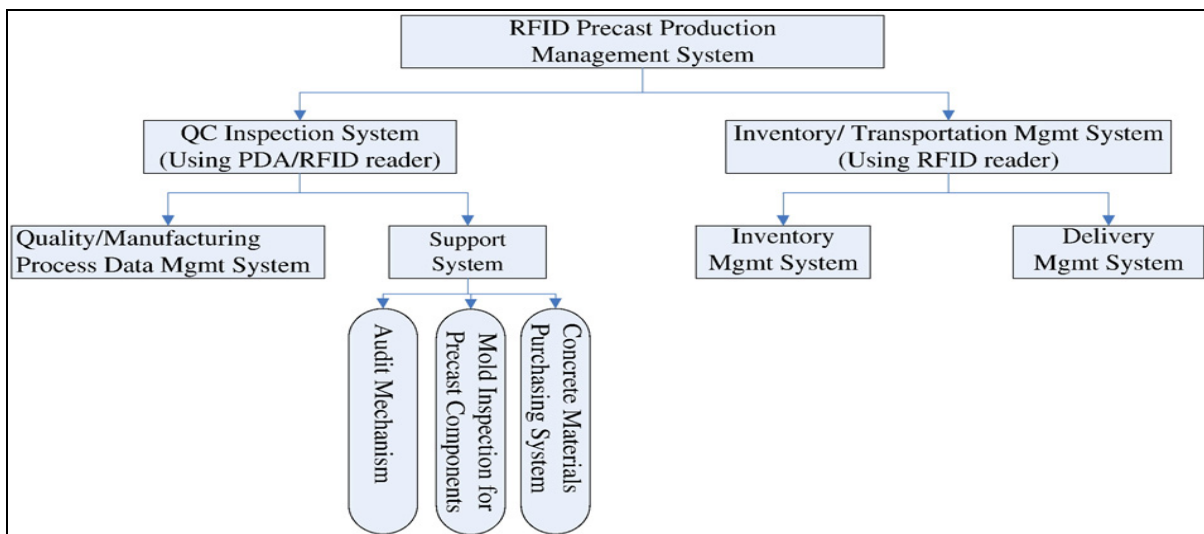 RFID Precast Production
Management System
QC Inspection System
(Using PDA/RFID reader)
Inventory/ Transportation Mgmt System
(Using RFID reader)
Quality/Manufacturing
Process Data Mgmt System
Support
System
Inventory
Mgmt System
Delivery
Mgmt System
Audit Mechanism
Mold Inspection for
Precast Components
Concrete Materials
Purchasing System